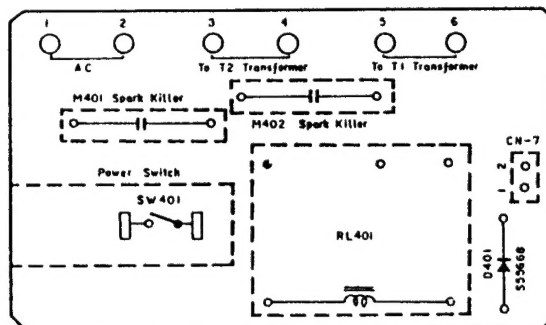 1 2 3 4 5 6
AC
To T2 Transformer
To T1 Transformer
M401 Spark Killer
M402 Spark Killer
CN-7
2
1
Power Switch
SW401
RL401
D401
S5566B